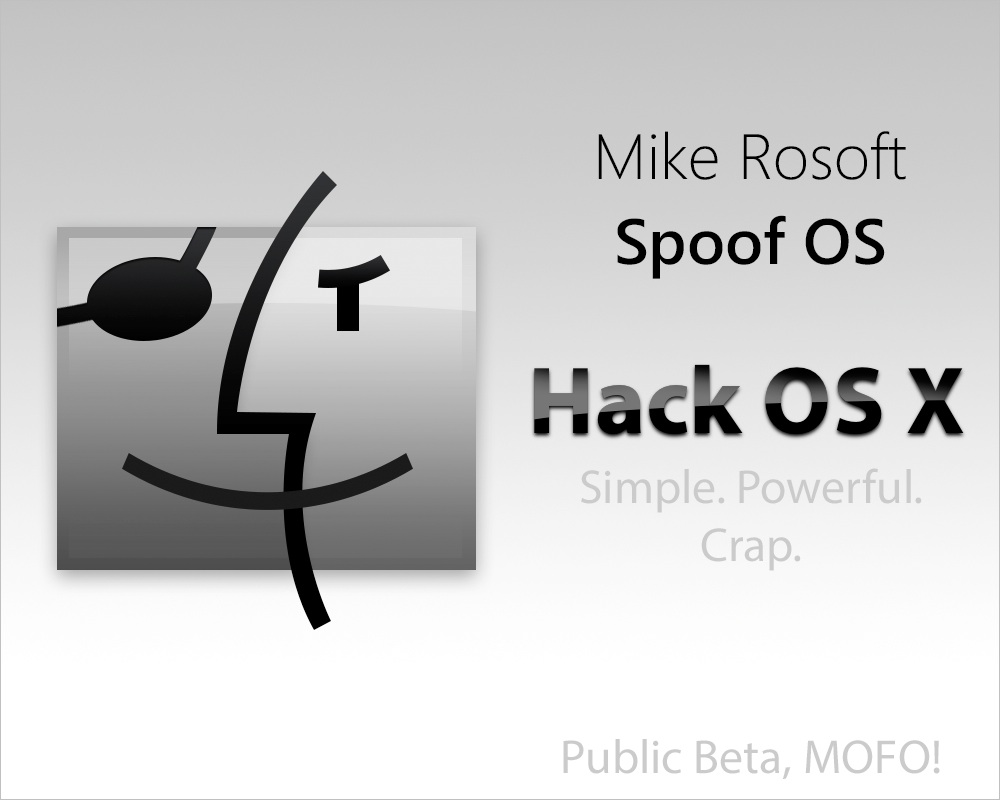 Mike Rosoft
Spoof OS
Hack OS X
Simple. Powerful.
Crap.
Public Beta, MOFO!